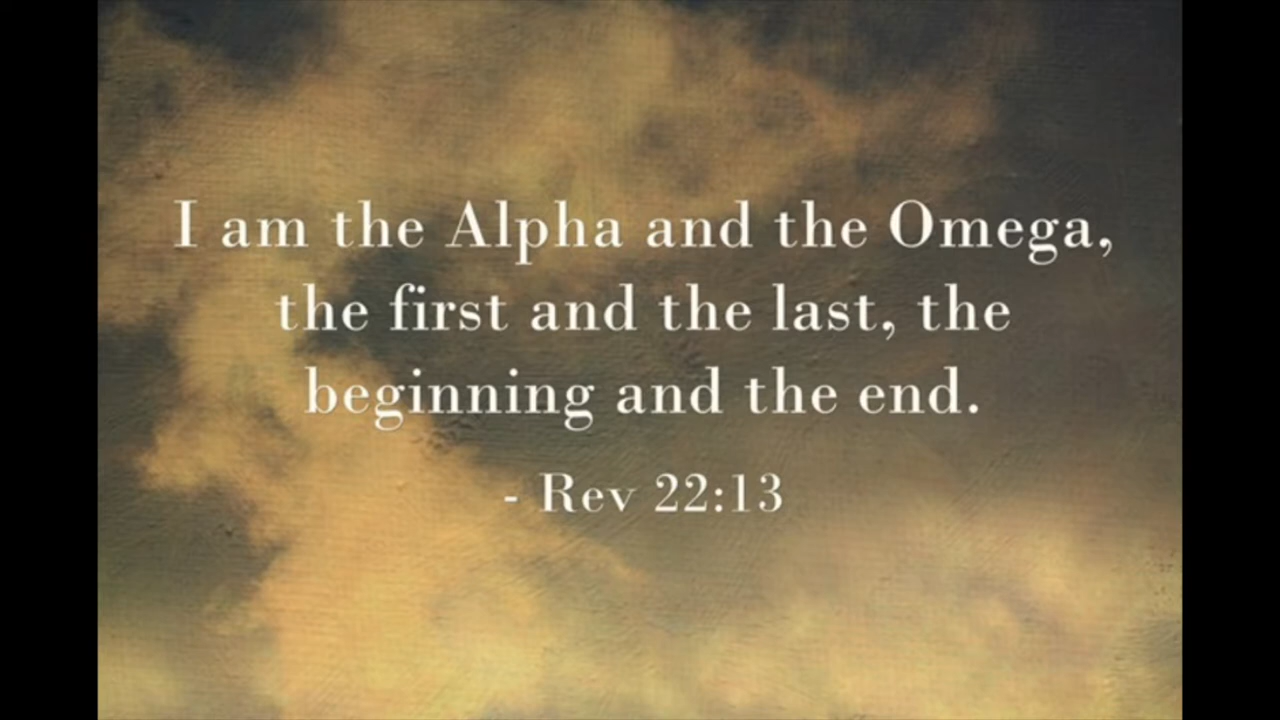 I am the Alpha and the Omega,
the first and the last, the
beginning and the end.
- Rev 22:13